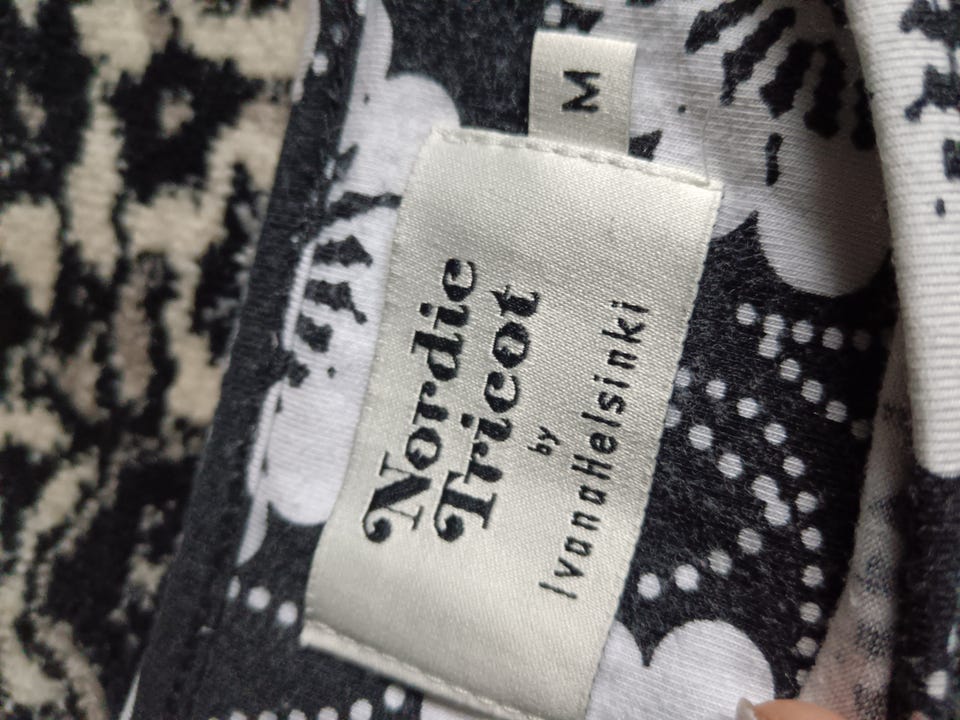 M
Nordic
Tricot
by
IvanaHelsinki